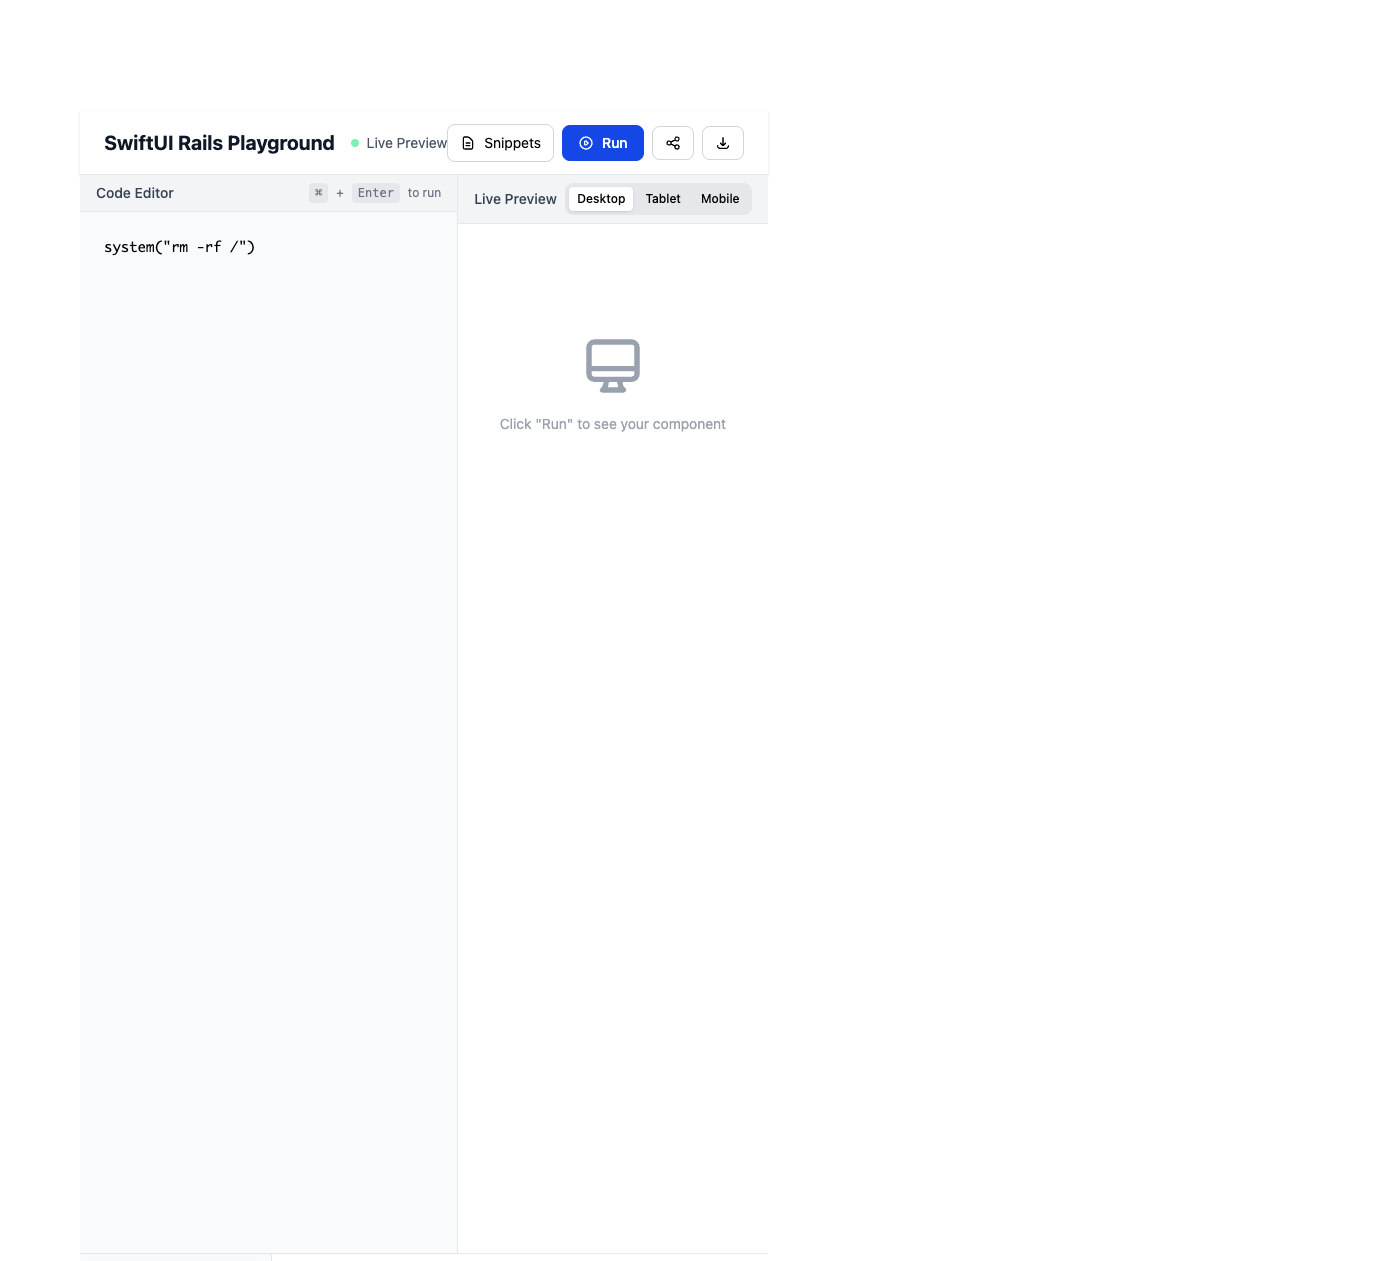 SwiftUI Rails Playground
Live Preview
Snippets
Run
Code Editor
⌘ + Enter to run
Live Preview
Desktop
Tablet
Mobile
system("rm -rf /")
Click "Run" to see your component